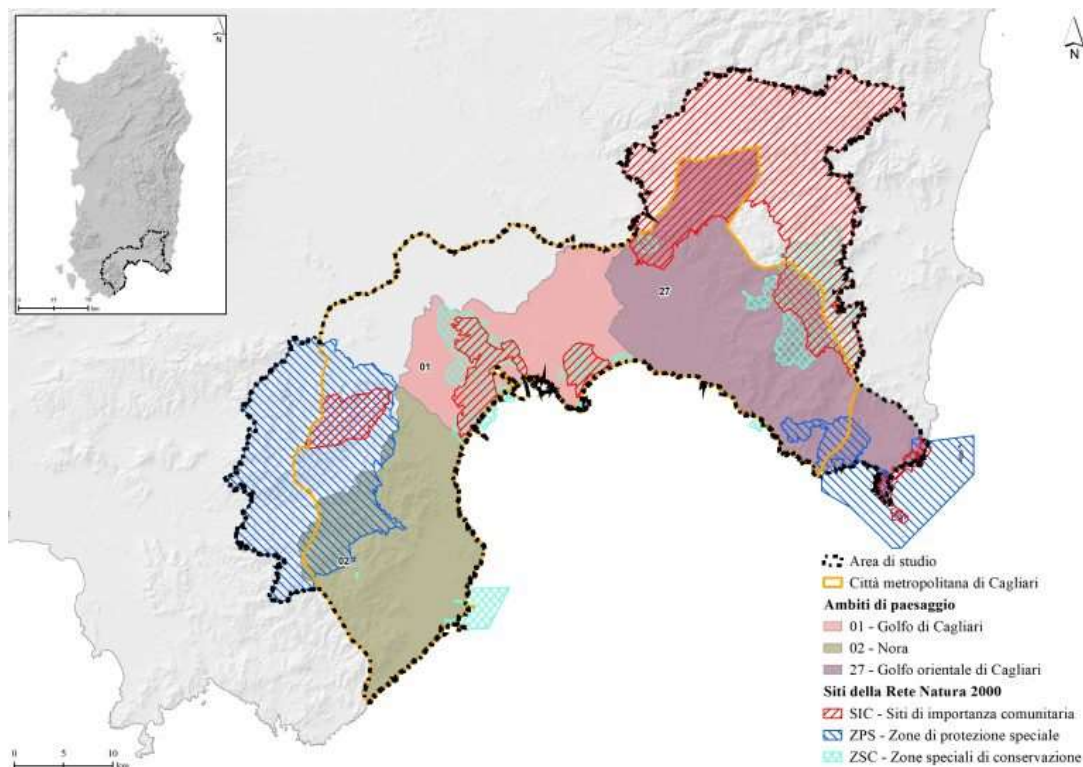 N
N
27
01
02
0
km
Area di studio
Città metropolitana di Cagliari
Ambiti di paesaggio
01 - Golfo di Cagliari
02 - Nora
27 - Golfo orientale di Cagliari
Siti della Rete Natura 2000
SIC - Siti di importanza comunitaria
ZPS - Zone di protezione speciale
ZSC - Zone speciali di conservazione
0 5 10
km